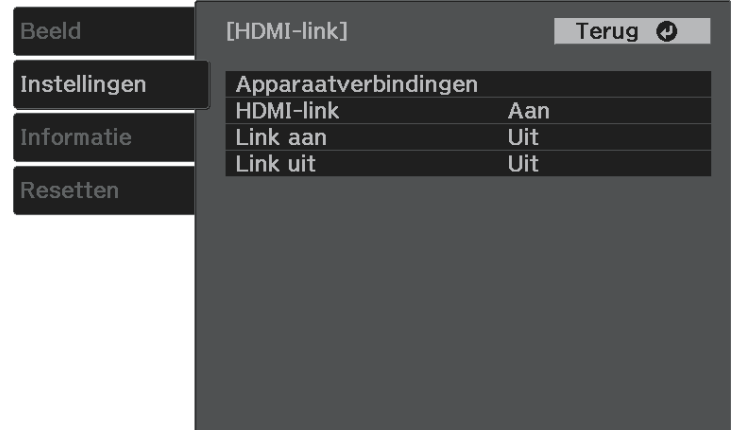 Beeld
Instellingen
Informatie
Resetten
[HDMI-link]
Terug
Apparaatverbindingen
HDMI-link Aan
Link aan Uit
Link uit Uit